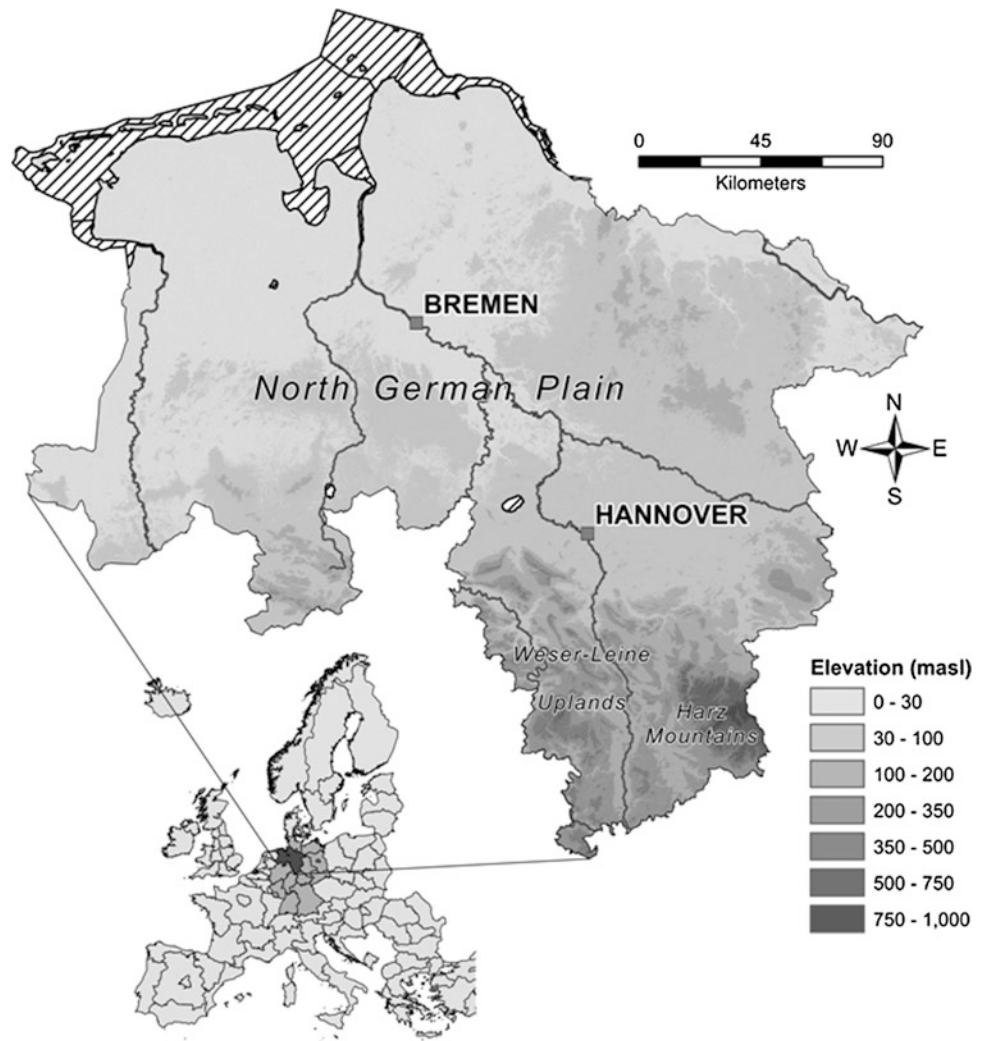 0 45 90
Kilometers
BREMEN
North German Plain
N
W E
S
HANNOVER
Weser-Leine
Uplands
Harz
Mountains
Elevation (masl)
0 - 30
30 - 100
100 - 200
200 - 350
350 - 500
500 - 750
750 - 1,000